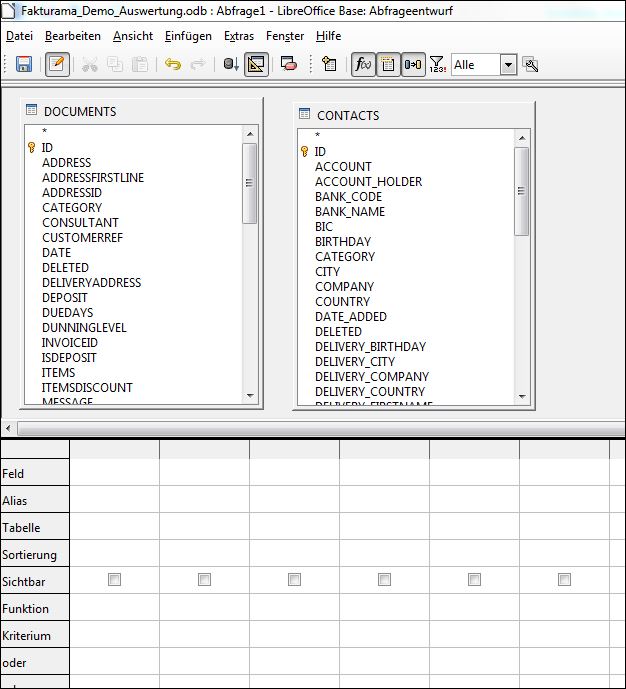 Fakturama_Demo_Auswertung.odb : Abfrage1 - LibreOffice Base: Abfrageentwurf
Datei Bearbeiten Ansicht Einfügen Extras Fenster Hilfe
f(x) 123! Alle
DOCUMENTS
*
ID
ADDRESS
ADDRESSFIRSTLINE
ADDRESSID
CATEGORY
CONSULTANT
CUSTOMERREF
DATE
DELETED
DELIVERYADDRESS
DEPOSIT
DUEDAYS
DUNNINGLEVEL
INVOICEID
ISDEPOSIT
ITEMS
ITEMSDISCOUNT
MESSAGE
CONTACTS
*
ID
ACCOUNT
ACCOUNT_HOLDER
BANK_CODE
BANK_NAME
BIC
BIRTHDAY
CATEGORY
CITY
COMPANY
COUNTRY
DATE_ADDED
DELETED
DELIVERY_BIRTHDAY
DELIVERY_CITY
DELIVERY_COMPANY
DELIVERY_COUNTRY
DELIVERY_FIRSTNAME
Feld
Alias
Tabelle
Sortierung
Sichtbar
Funktion
Kriterium
oder